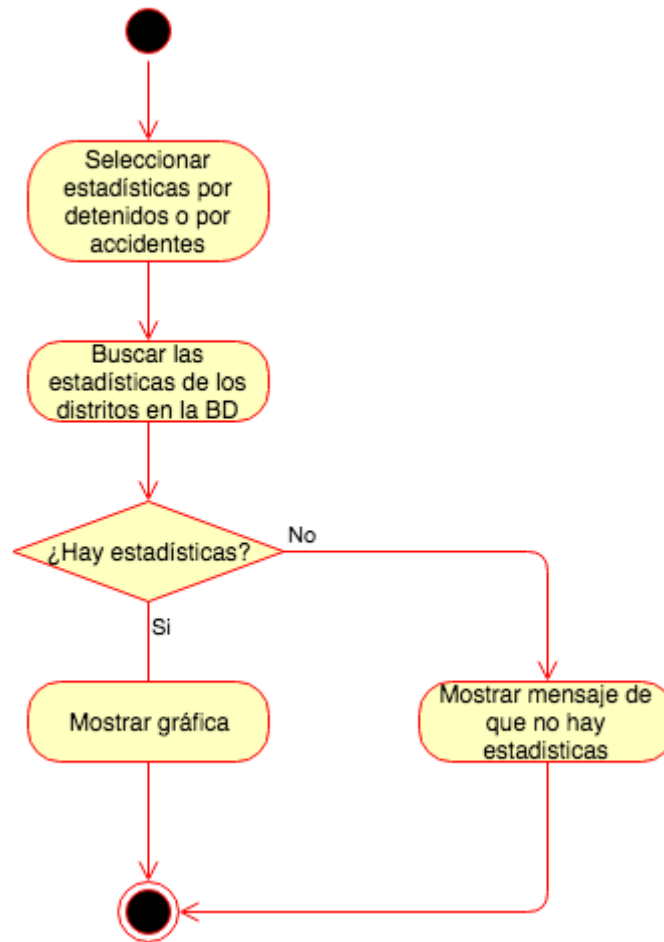 Seleccionar
estadísticas por
detenidos o por
accidentes
Buscar las
estadísticas de los
distritos en la BD
¿Hay estadísticas?
No
Si
Mostrar gráfica
Mostrar mensaje de
que no hay
estadisticas